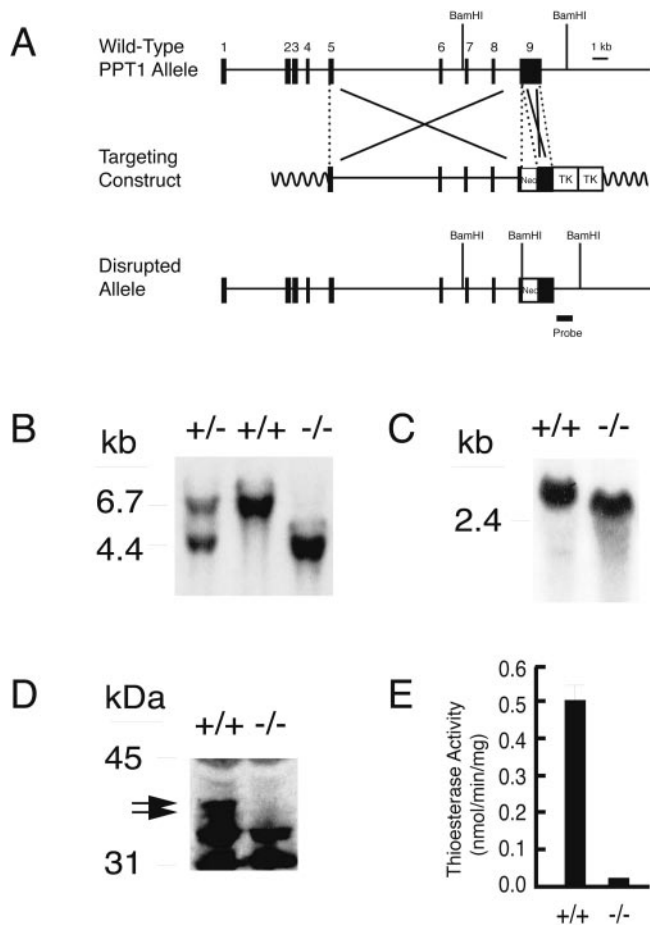 A
Wild-Type
PPT1 Allele
BamHI BamHI
1 2 3 4 5 6 7 8 9 1 kb
Targeting
Construct
Neo TK TK
Disrupted
Allele
BamHI BamHI BamHI
Neo
Probe
B
kb
+/- +/+ -/-
6.7
4.4
C
kb
+/+ -/-
2.4
D
kDa
+/+ -/-
45
31
E
Thioesterase Activity
(nmol/min/mg)
0.6
0.5
0.4
0.3
0.2
0.1
0.0
+/+ -/-